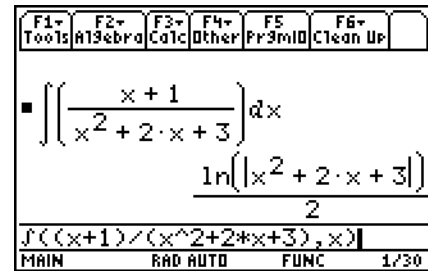 F1▾ F2▾ F3▾ F4▾ F5 F6▾
Tools Algebra Calc Other PrgmIO Clean Up
▪ ∫((x + 1)/(x² + 2·x + 3))dx
ln(|x² + 2·x + 3|)/2
∫((x+1)/(x^2+2*x+3),x)
MAIN RAD AUTO FUNC 1/30